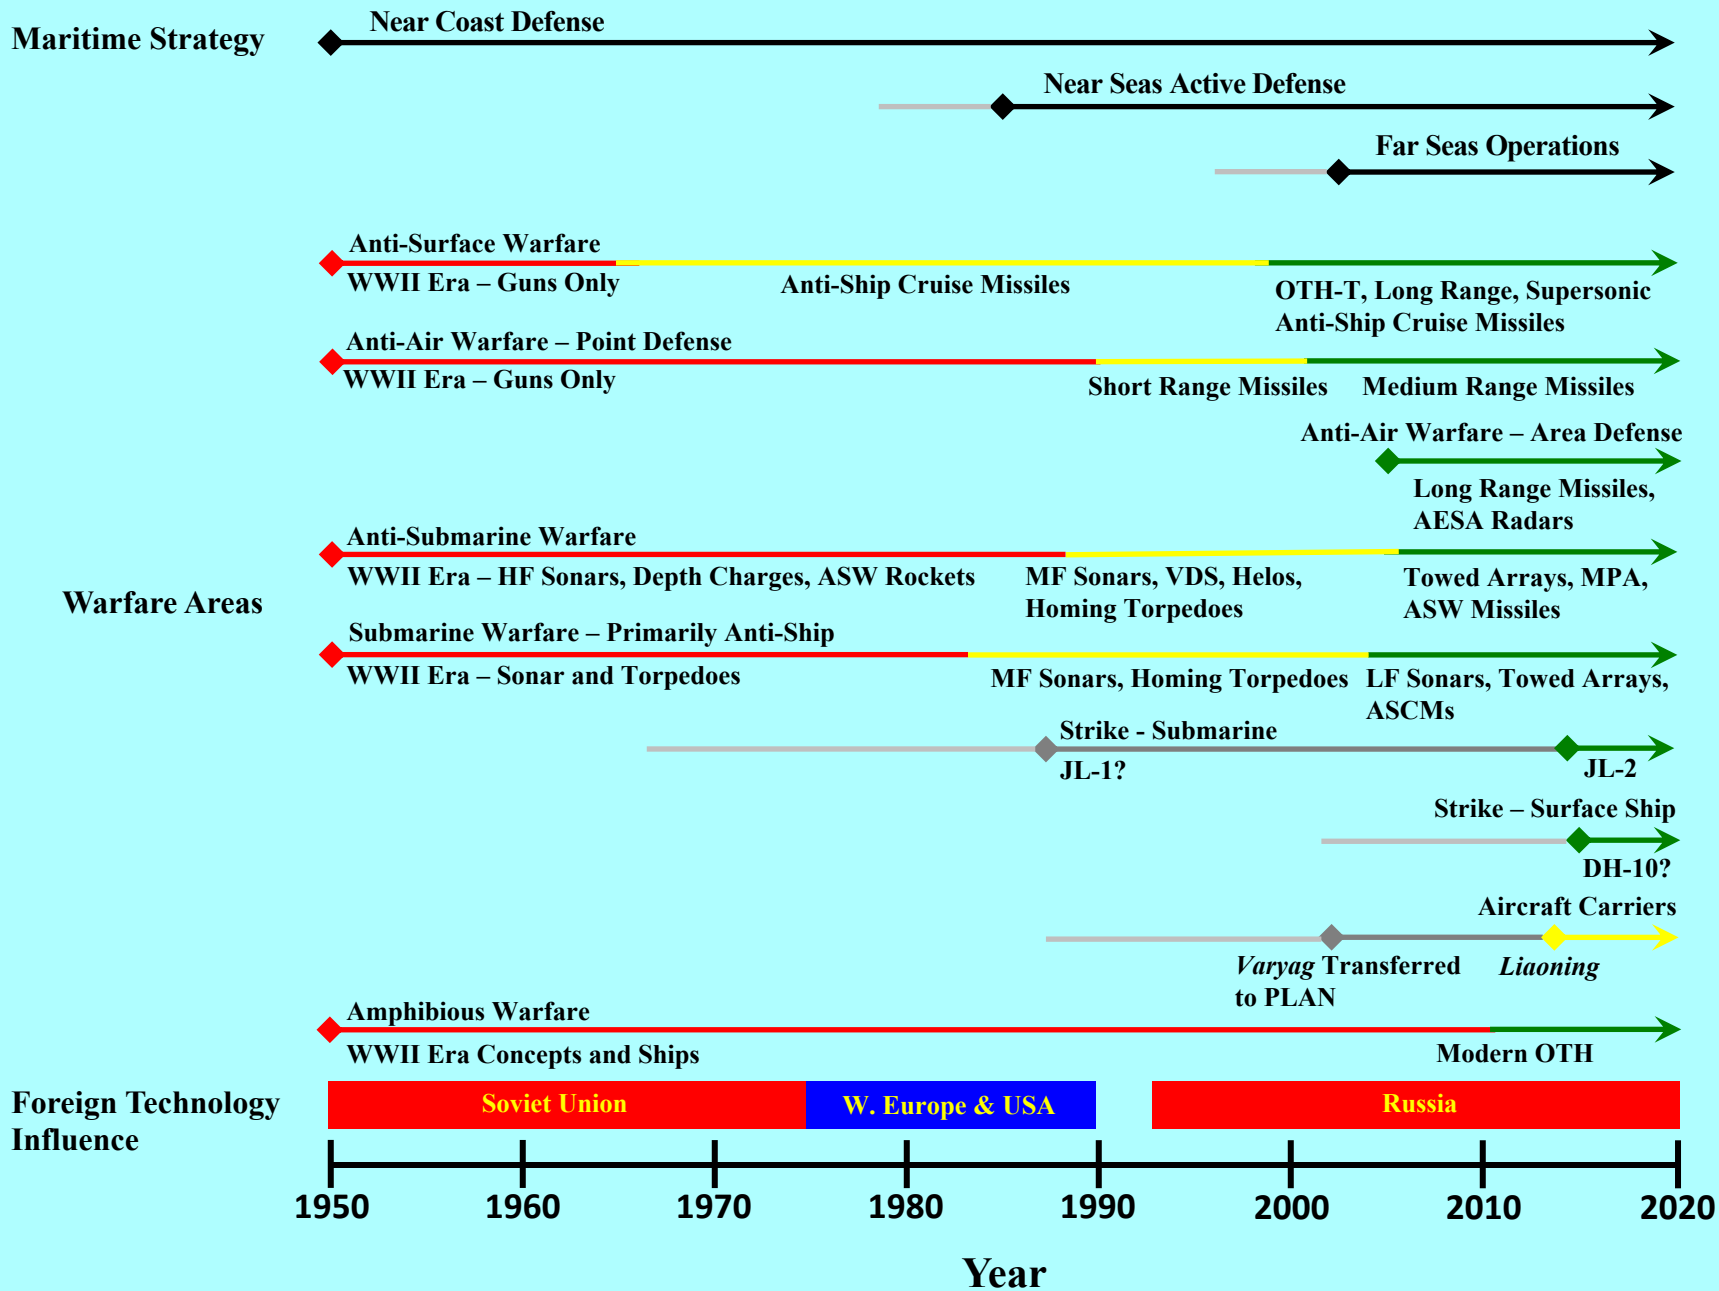 Maritime Strategy
Near Coast Defense
Near Seas Active Defense
Far Seas Operations
Anti-Surface Warfare
WWII Era – Guns Only
Anti-Ship Cruise Missiles
OTH-T, Long Range, Supersonic
Anti-Ship Cruise Missiles
Anti-Air Warfare – Point Defense
WWII Era – Guns Only
Short Range Missiles
Medium Range Missiles
Anti-Air Warfare – Area Defense
Long Range Missiles,
AESA Radars
Warfare Areas
Anti-Submarine Warfare
WWII Era – HF Sonars, Depth Charges, ASW Rockets
MF Sonars, VDS, Helos,
Homing Torpedoes
Towed Arrays, MPA,
ASW Missiles
Submarine Warfare – Primarily Anti-Ship
WWII Era – Sonar and Torpedoes
MF Sonars, Homing Torpedoes
LF Sonars, Towed Arrays,
ASCMs
Strike - Submarine
JL-1?
JL-2
Strike – Surface Ship
DH-10?
Aircraft Carriers
Varyag Transferred
to PLAN
Liaoning
Amphibious Warfare
WWII Era Concepts and Ships
Modern OTH
Foreign Technology
Influence
Soviet Union
W. Europe & USA
Russia
1950 1960 1970 1980 1990 2000 2010 2020
Year